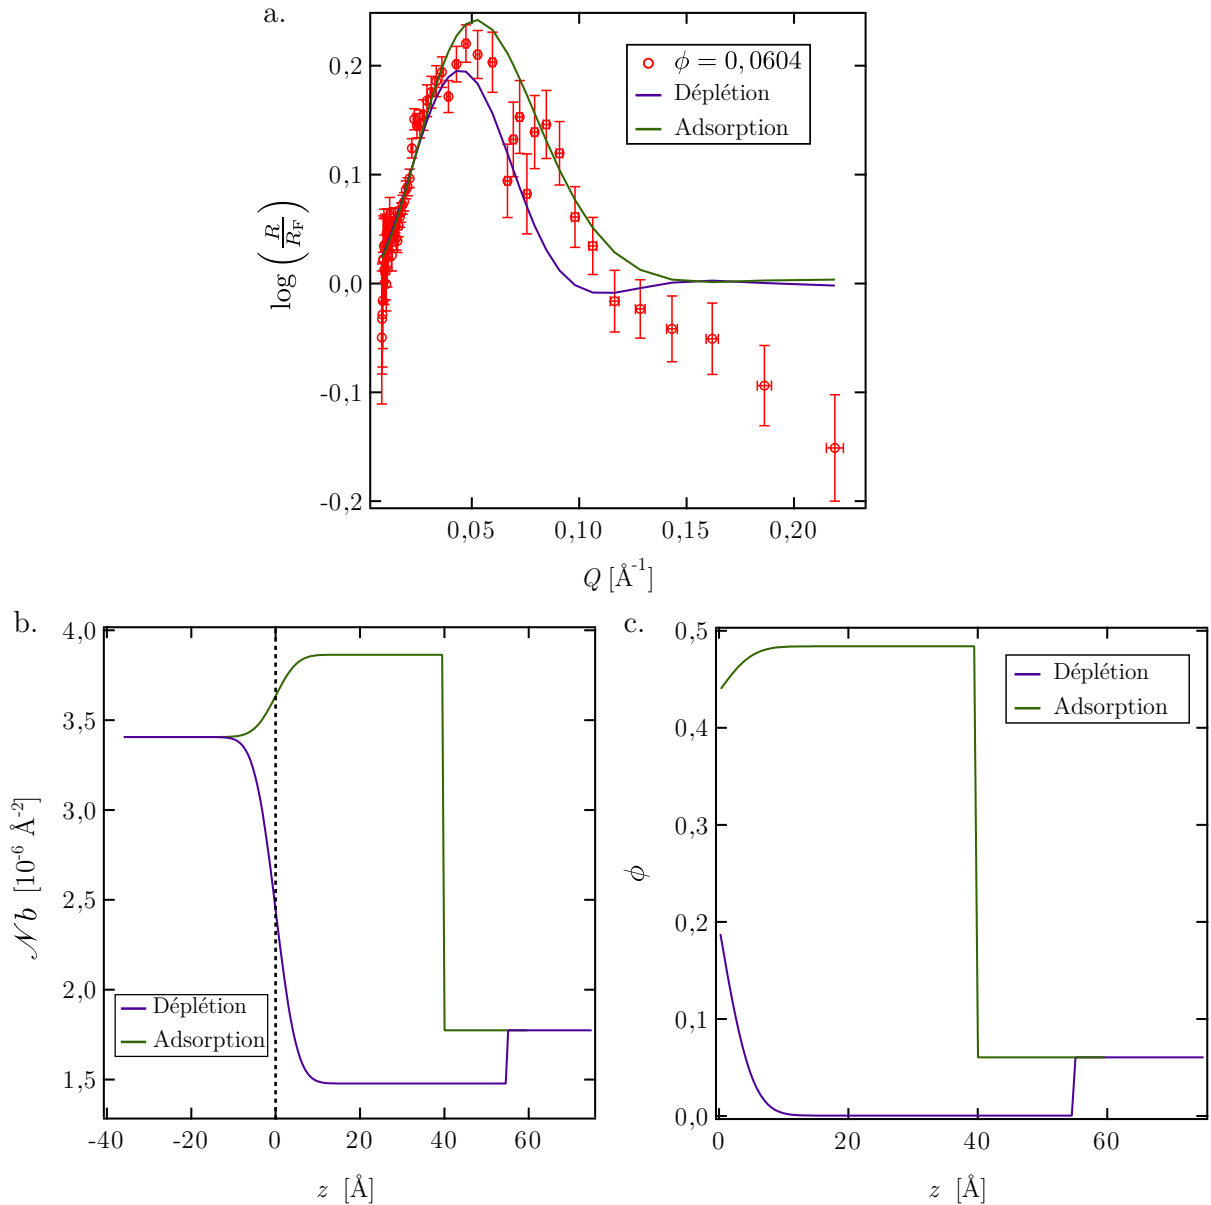 a.
0,2
0,1
0,0
-0,1
-0,2
log (R/R_F)
ϕ = 0,0604
Déplétion
Adsorption
0,05 0,10 0,15 0,20
Q [Å⁻¹]
b.
4,0
3,5
3,0
2,5
2,0
1,5
𝒩b [10⁻⁶ Å⁻²]
Déplétion
Adsorption
-40 -20 0 20 40 60
z [Å]
c.
0,5
0,4
0,3
0,2
0,1
0,0
ϕ
Déplétion
Adsorption
0 20 40 60
z [Å]